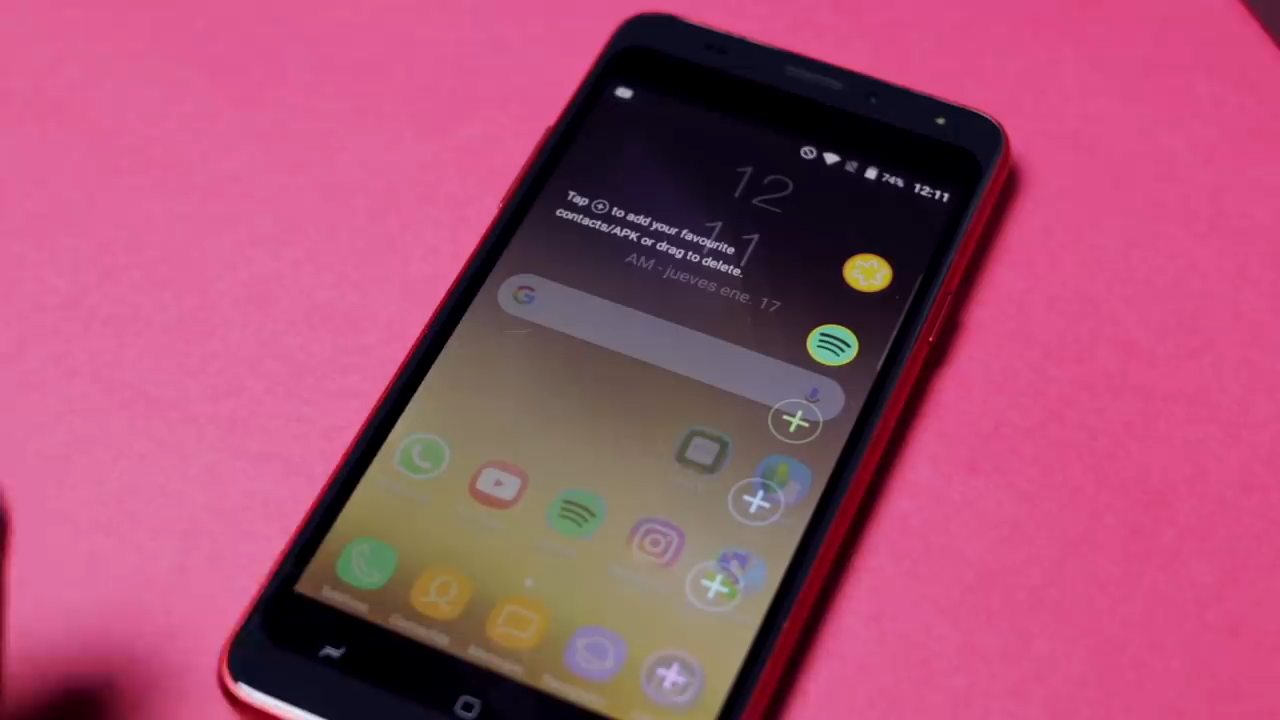 74% 12:11
12
11
Tap + to add your favourite
contacts/APK or drag to delete.
AM - jueves ene. 17
G